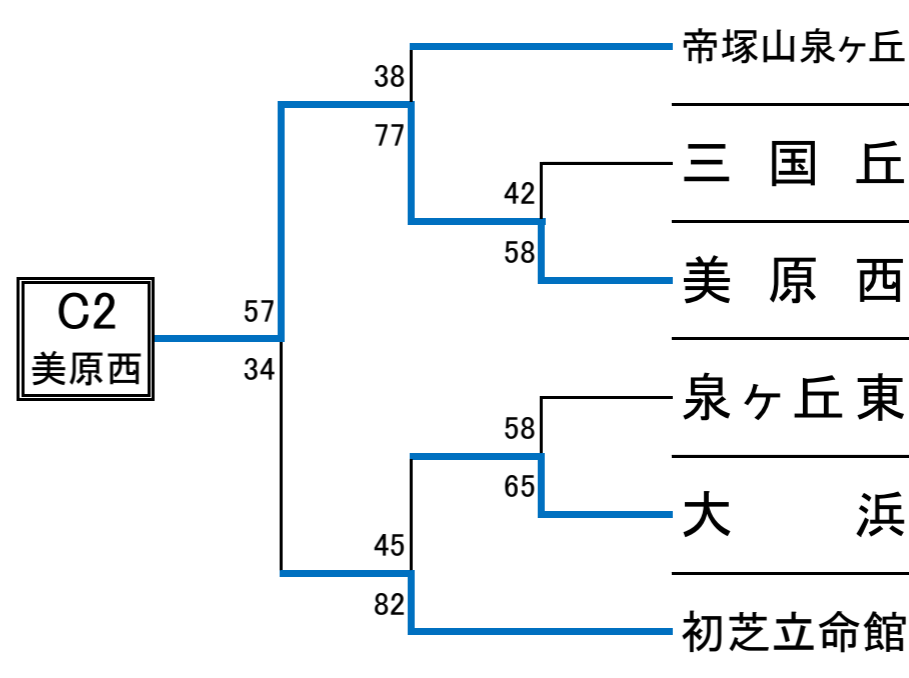 帝塚山泉ヶ丘
38
77
三国丘
42
58
美原西
C2
美原西
57
34
泉ヶ丘東
58
65
大浜
45
82
初芝立命館